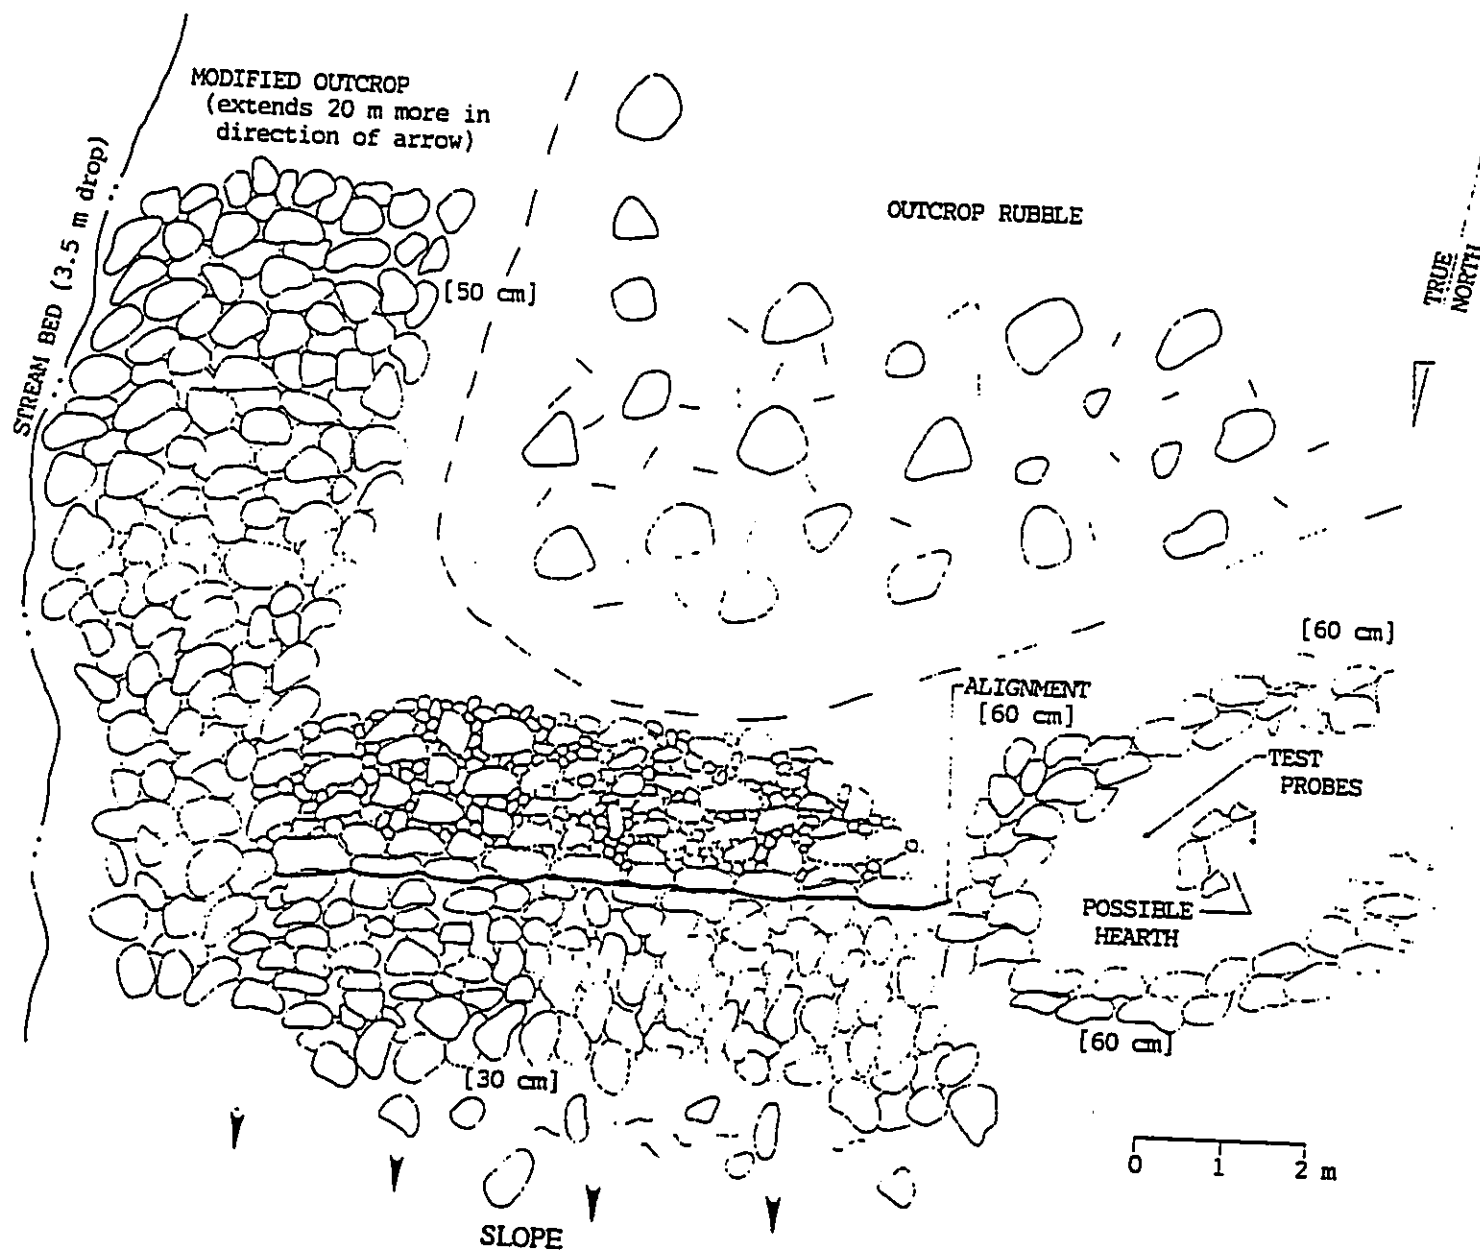 MODIFIED OUTCROP
(extends 20 m more in
direction of arrow)
STREAM BED (3.5 m drop)
[50 cm]
OUTCROP RUBBLE
TRUE
NORTH
[60 cm]
ALIGNMENT
[60 cm]
TEST
PROBES
POSSIBLE
HEARTH
[60 cm]
[30 cm]
0 1 2 m
SLOPE